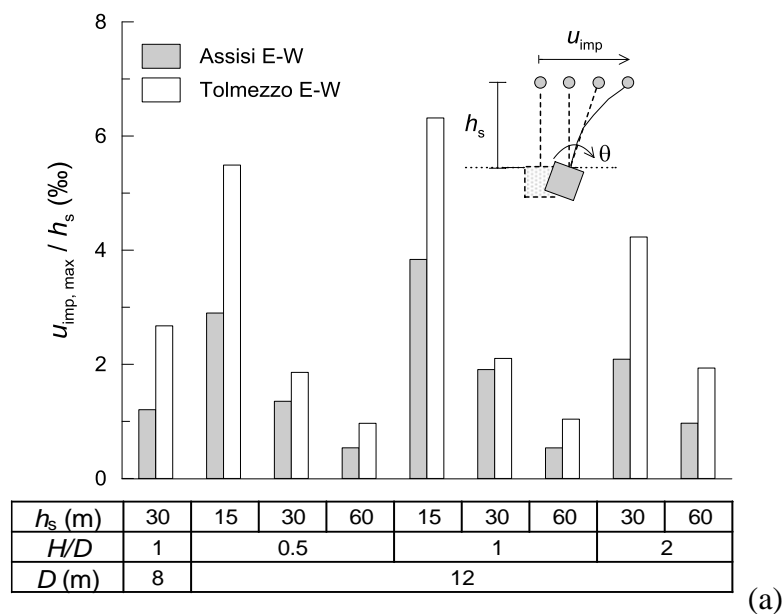 8
6
4
2
0
u_imp, max / h_s (‰)
Assisi E-W
Tolmezzo E-W
u_imp
h_s
θ
h_s (m) 30 15 30 60 15 30 60 30 60
H/D 1 0.5 1 2
D (m) 8 12
(a)